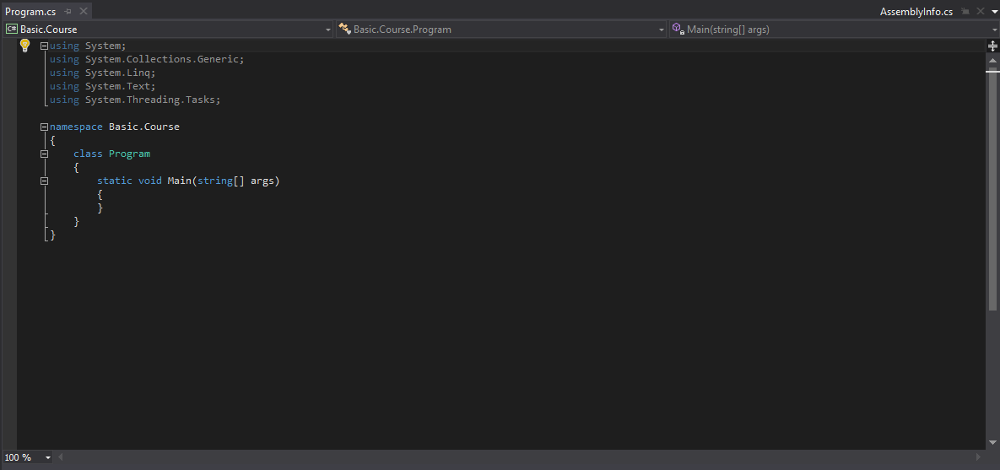 Program.cs
AssemblyInfo.cs
C# Basic.Course
Basic.Course.Program
Main(string[] args)
using System;
using System.Collections.Generic;
using System.Linq;
using System.Text;
using System.Threading.Tasks;
namespace Basic.Course
{
class Program
{
static void Main(string[] args)
{
}
}
}
100 %